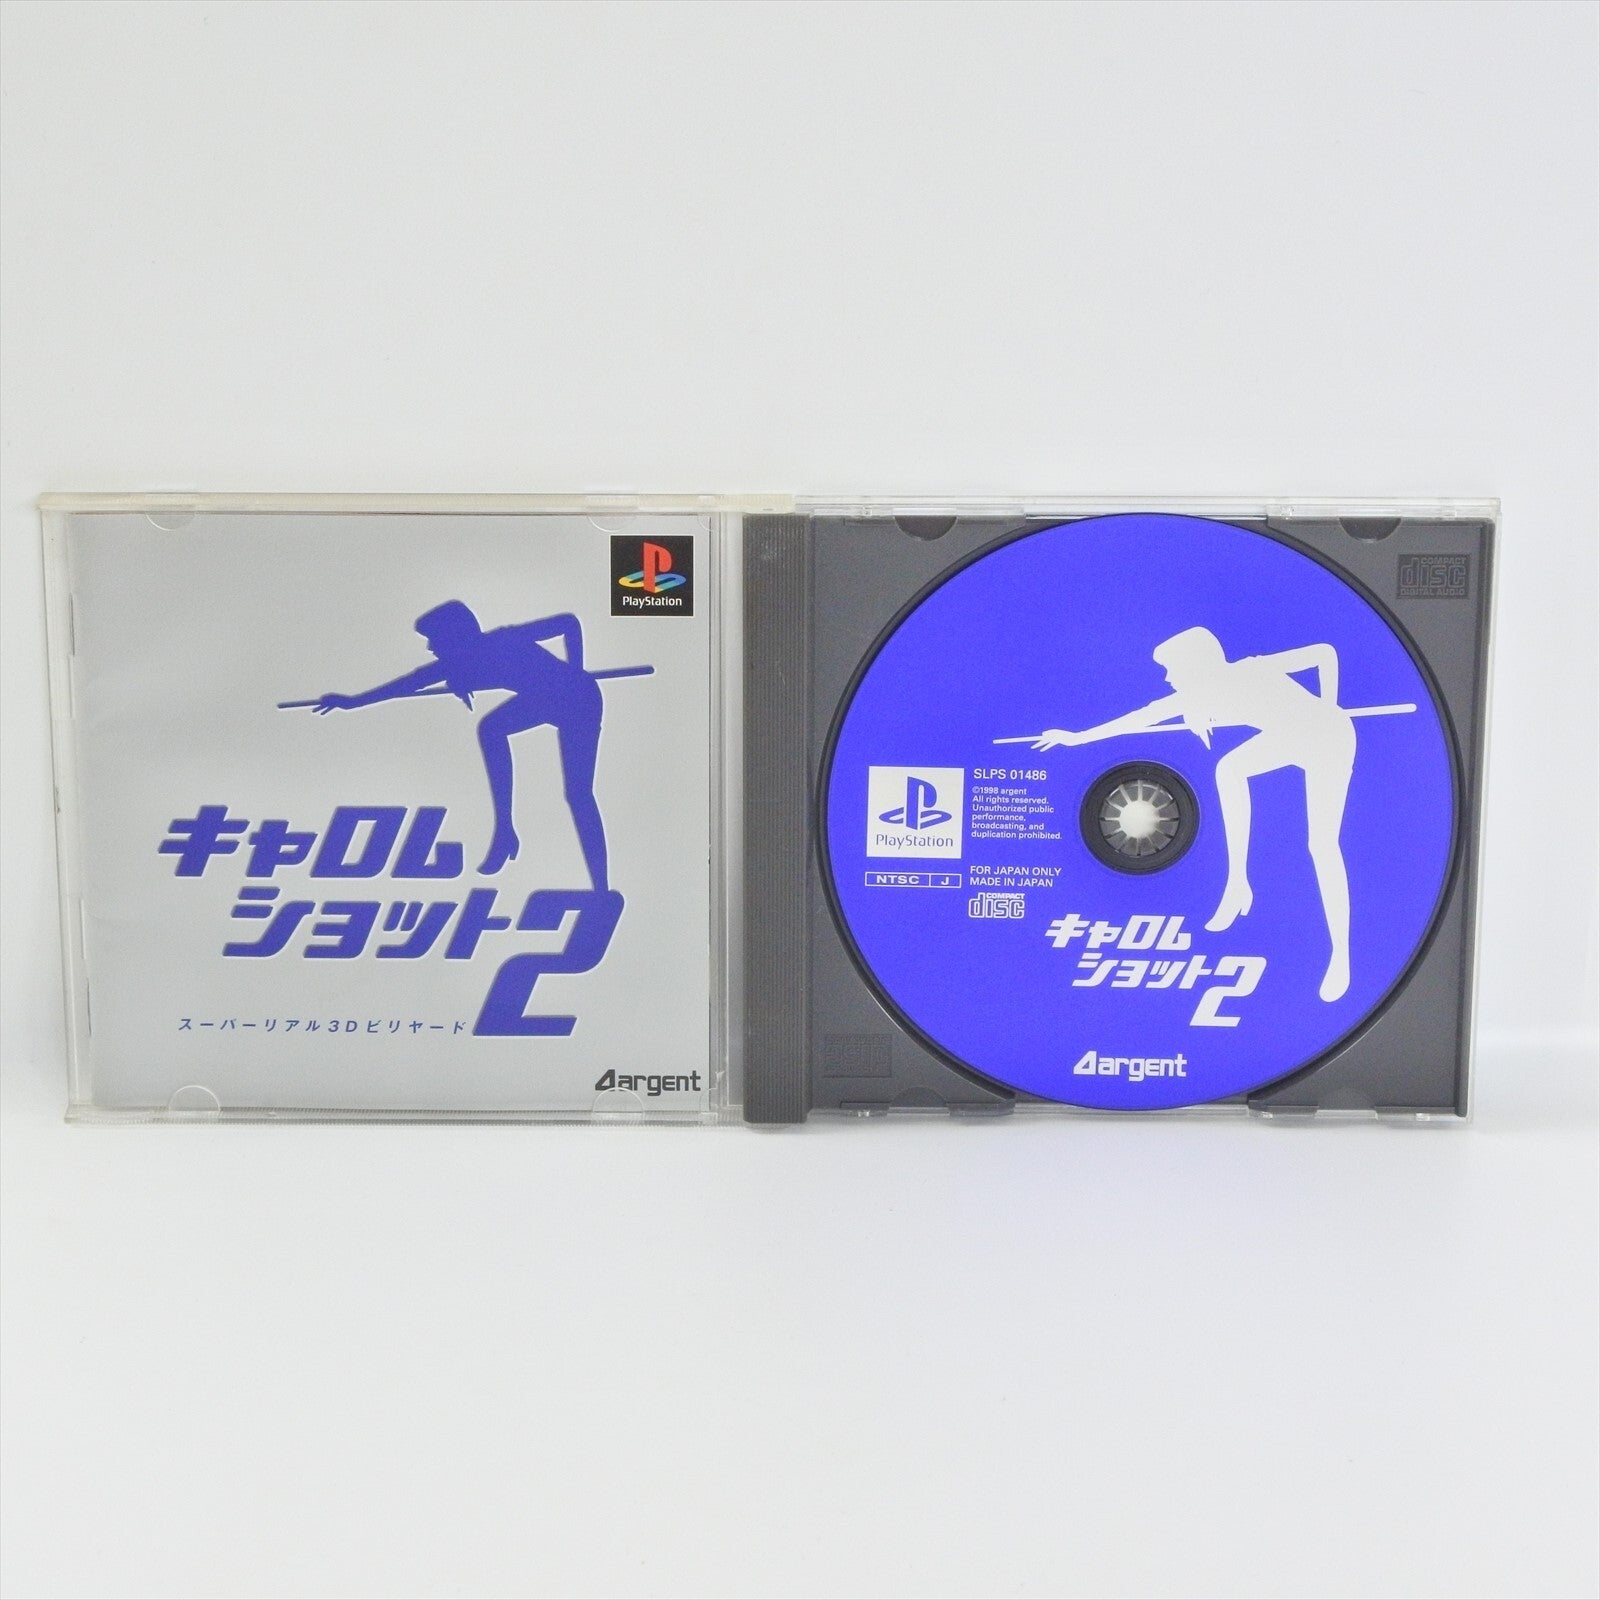 PlayStation
キャロム
ショット2
スーパーリアル3Dビリヤード
argent
COMPACT
disc
DIGITAL AUDIO
SLPS 01486
©1998 argent
All rights reserved.
Unauthorized public
performance,
broadcasting, and
duplication prohibited.
PlayStation
NTSC J
FOR JAPAN ONLY
MADE IN JAPAN
COMPACT
disc
キャロム
ショット2
argent